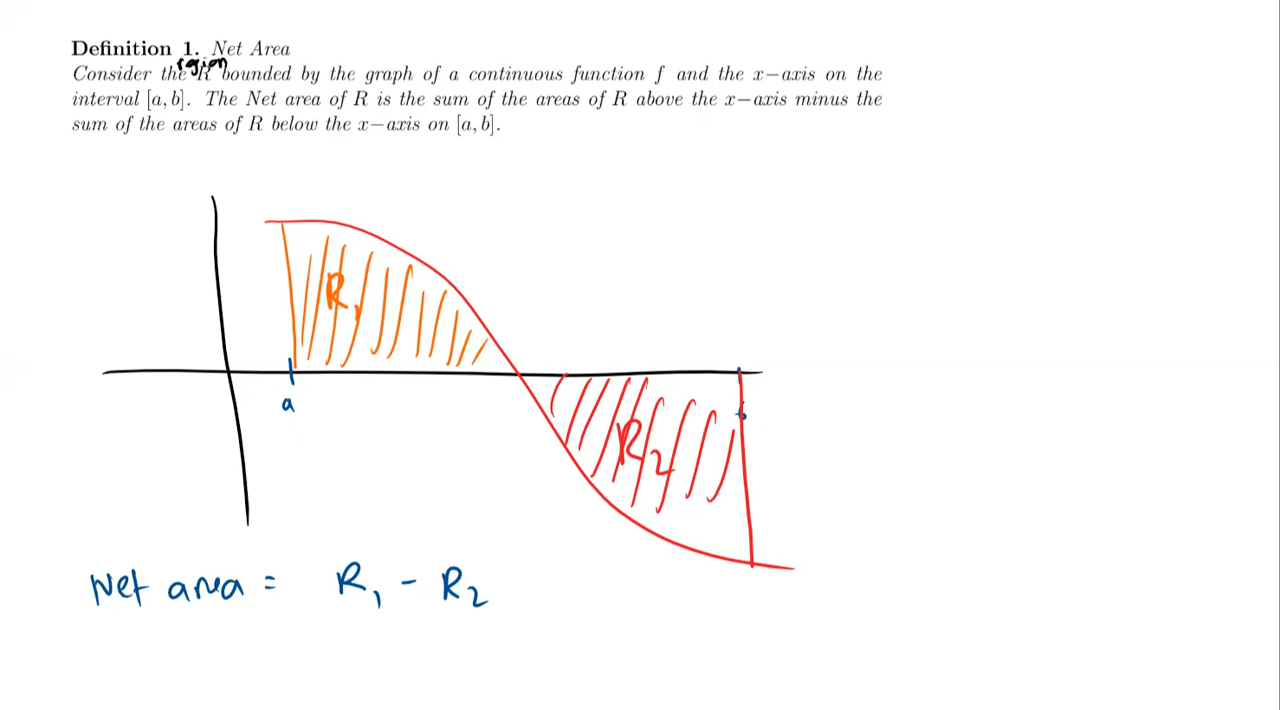 Definition 1. Net Area
region
Consider the R bounded by the graph of a continuous function f and the x−axis on the
interval [a, b]. The Net area of R is the sum of the areas of R above the x−axis minus the
sum of the areas of R below the x−axis on [a, b].
R₁
a
b
R₂
Net area = R₁ - R₂